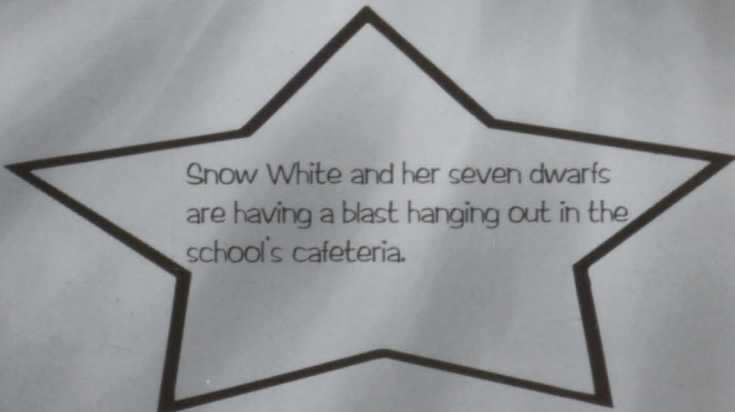 Snow White and her seven dwarfs
are having a blast hanging out in the
school's cafeteria.